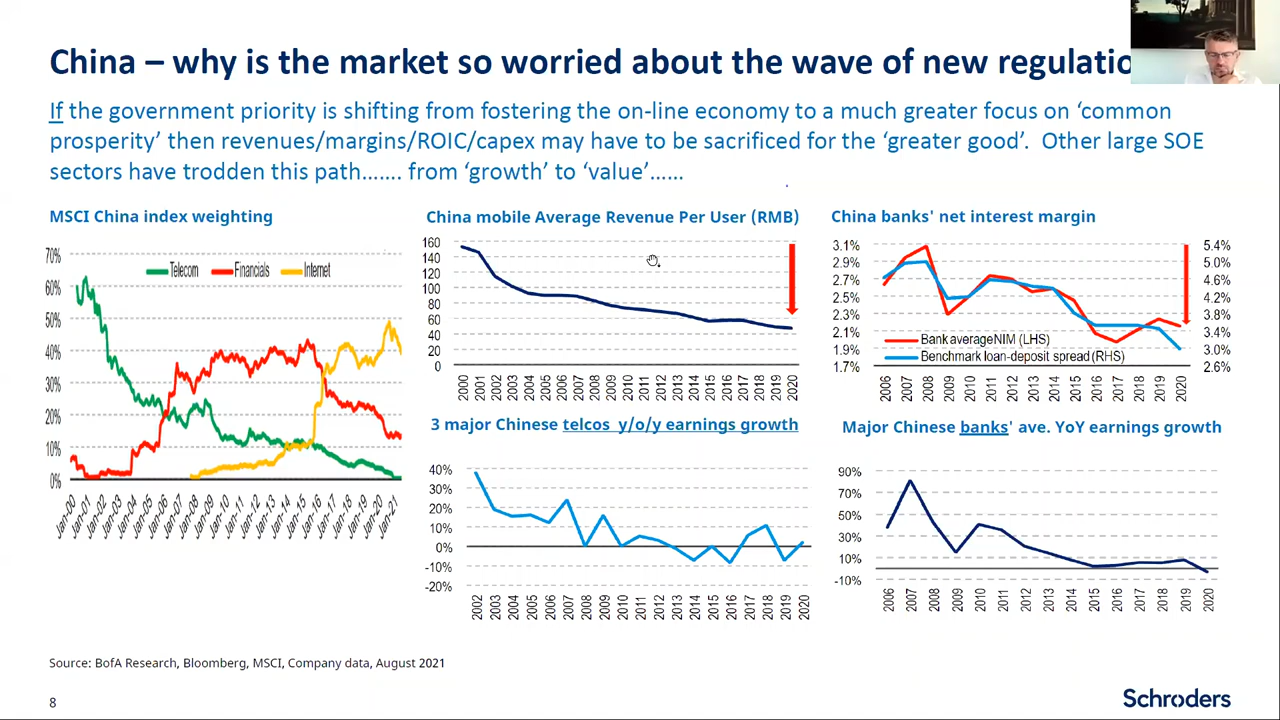 China – why is the market so worried about the wave of new regulatio
If the government priority is shifting from fostering the on-line economy to a much greater focus on ‘common
prosperity’ then revenues/margins/ROIC/capex may have to be sacrificed for the ‘greater good’. Other large SOE
sectors have trodden this path……. from ‘growth’ to ‘value’……
MSCI China index weighting
70%
60%
50%
40%
30%
20%
10%
0%
Telecom Financials Internet
Jan-00 Jan-01 Jan-02 Jan-03 Jan-04 Jan-05 Jan-06 Jan-07 Jan-08 Jan-09 Jan-10 Jan-11 Jan-12 Jan-13 Jan-14 Jan-15 Jan-16 Jan-17 Jan-18 Jan-19 Jan-20 Jan-21
China mobile Average Revenue Per User (RMB)
160
140
120
100
80
60
40
20
0
2000 2001 2002 2003 2004 2005 2006 2007 2008 2009 2010 2011 2012 2013 2014 2015 2016 2017 2018 2019 2020
China banks' net interest margin
3.1% 5.4%
2.9% 5.0%
2.7% 4.6%
2.5% 4.2%
2.3% 3.8%
2.1% 3.4%
1.9% 3.0%
1.7% 2.6%
Bank average NIM (LHS)
Benchmark loan-deposit spread (RHS)
2006 2007 2008 2009 2010 2011 2012 2013 2014 2015 2016 2017 2018 2019 2020
3 major Chinese telcos y/o/y earnings growth
40%
30%
20%
10%
0%
-10%
-20%
2002 2003 2004 2005 2006 2007 2008 2009 2010 2011 2012 2013 2014 2015 2016 2017 2018 2019 2020
Major Chinese banks' ave. YoY earnings growth
90%
70%
50%
30%
10%
-10%
2006 2007 2008 2009 2010 2011 2012 2013 2014 2015 2016 2017 2018 2019 2020
Source: BofA Research, Bloomberg, MSCI, Company data, August 2021
8
Schroders